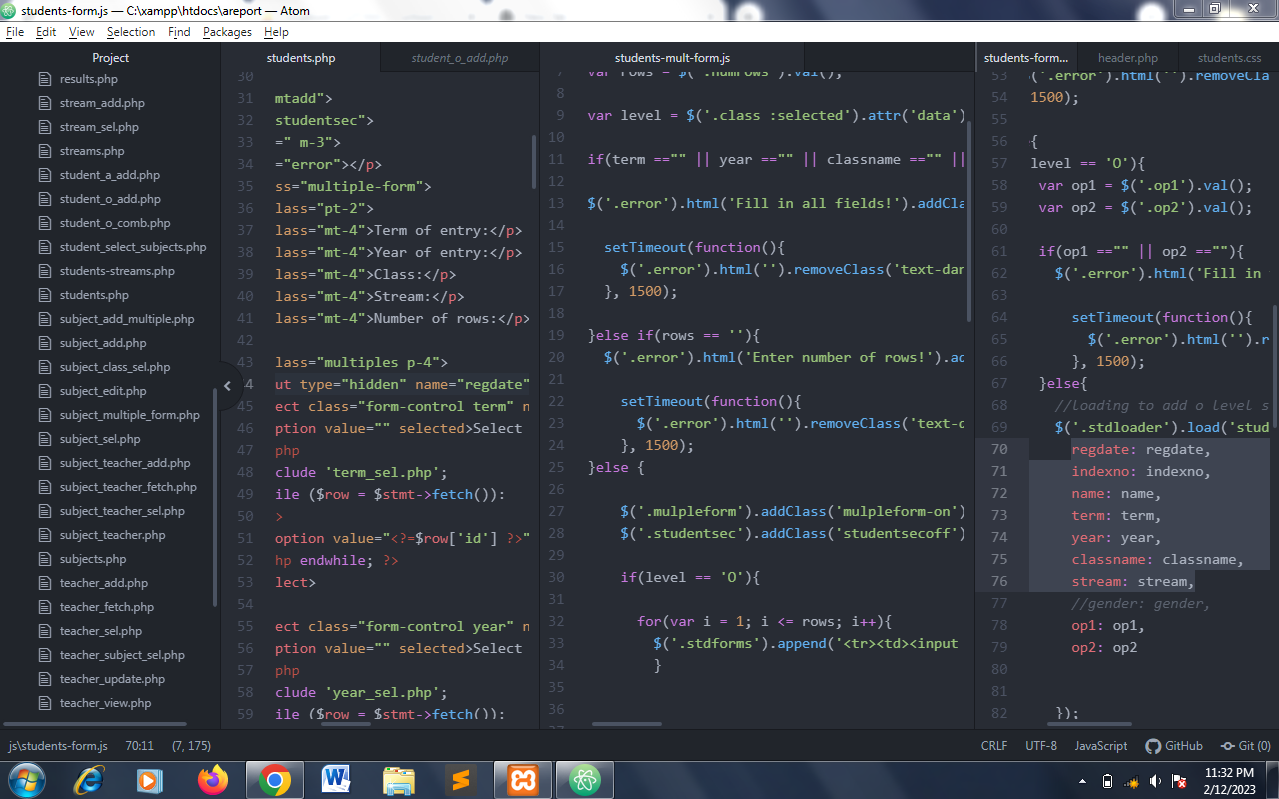 students-form.js — C:\xampp\htdocs\areport — Atom
File Edit View Selection Find Packages Help
Project
results.php
stream_add.php
stream_sel.php
streams.php
student_a_add.php
student_o_add.php
student_o_comb.php
student_select_subjects.php
students-streams.php
students.php
subject_add_multiple.php
subject_add.php
subject_class_sel.php
subject_edit.php
subject_multiple_form.php
subject_sel.php
subject_teacher_add.php
subject_teacher_fetch.php
subject_teacher_sel.php
subject_teacher.php
subjects.php
teacher_add.php
teacher_fetch.php
teacher_sel.php
teacher_subject_sel.php
teacher_update.php
teacher_view.php
students.php student_o_add.php
30
31 mtadd">
32 studentsec">
33 =" m-3">
34 ="error"></p>
35 ss="multiple-form">
36 lass="pt-2">
37 lass="mt-4">Term of entry:</p>
38 lass="mt-4">Year of entry:</p>
39 lass="mt-4">Class:</p>
40 lass="mt-4">Stream:</p>
41 lass="mt-4">Number of rows:</p>
42
43 lass="multiples p-4">
4 ut type="hidden" name="regdate"
45 ect class="form-control term" n
46 ption value="" selected>Select
47 php
48 clude 'term_sel.php';
49 ile ($row = $stmt->fetch()):
50 >
51 option value="<?=$row['id'] ?>"
52 hp endwhile; ?>
53 lect>
54
55 ect class="form-control year" n
56 ption value="" selected>Select
57 php
58 clude 'year_sel.php';
59 ile ($row = $stmt->fetch()):
students-mult-form.js
7 var rows = $('.numrows').val();
8
9 var level = $('.class :selected').attr('data')
10
11 if(term =="" || year =="" || classname =="" ||
12
13 $('.error').html('Fill in all fields!').addCla
14
15 setTimeout(function(){
16 $('.error').html('').removeClass('text-dan
17 }, 1500);
18
19 }else if(rows == ''){
20 $('.error').html('Enter number of rows!').ad
21
22 setTimeout(function(){
23 $('.error').html('').removeClass('text-d
24 }, 1500);
25 }else {
26
27 $('.mulpleform').addClass('mulpleform-on')
28 $('.studentsec').addClass('studentsecoff')
29
30 if(level == 'O'){
31
32 for(var i = 1; i <= rows; i++){
33 $('.stdforms').append('<tr><td><input
34 }
35
36
students-form... header.php students.css
53 ('.error').html('').removeCla
54 1500);
55
56 {
57 level == 'O'){
58 var op1 = $('.op1').val();
59 var op2 = $('.op2').val();
60
61 if(op1 =="" || op2 ==""){
62 $('.error').html('Fill in
63
64 setTimeout(function(){
65 $('.error').html('').r
66 }, 1500);
67 }else{
68 //loading to add o level s
69 $('.stdloader').load('stud
70 regdate: regdate,
71 indexno: indexno,
72 name: name,
73 term: term,
74 year: year,
75 classname: classname,
76 stream: stream,
77 //gender: gender,
78 op1: op1,
79 op2: op2
80
81
82 });
js\students-form.js 70:11 (7, 175) CRLF UTF-8 JavaScript GitHub Git (0)
11:32 PM
2/12/2023